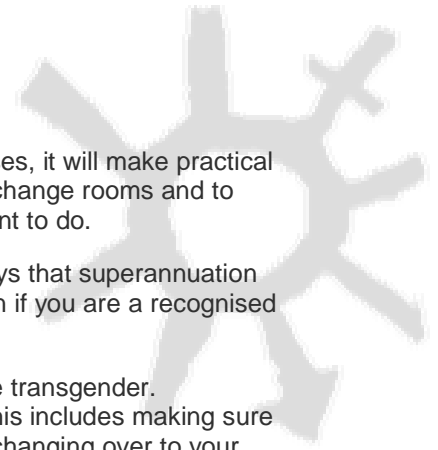 ses, it will make practical
change rooms and to
nt to do.
ys that superannuation
n if you are a recognised
e transgender.
his includes making sure
changing over to your